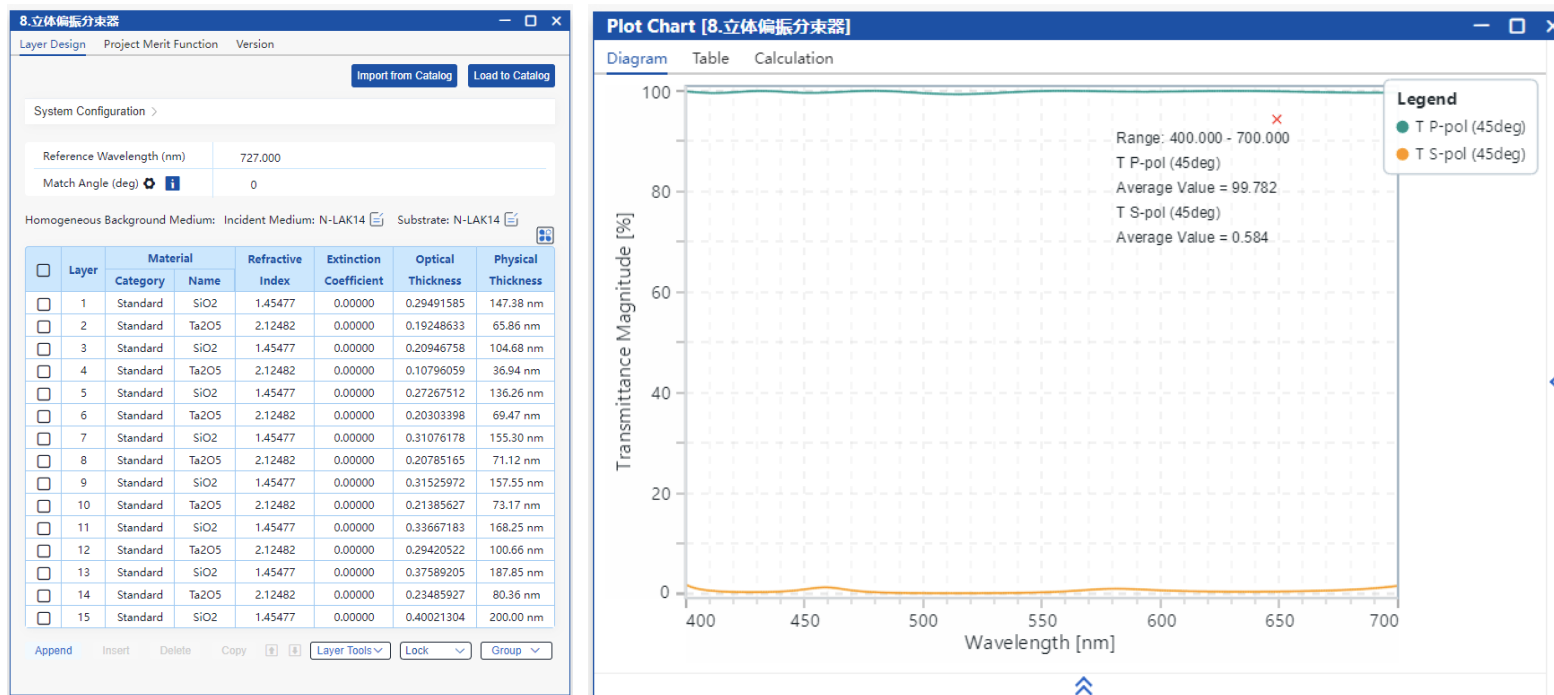 8.立体偏振分束器
Layer Design Project Merit Function Version
Import from Catalog Load to Catalog
System Configuration >
Reference Wavelength (nm) 727.000
Match Angle (deg) i 0
Homogeneous Background Medium: Incident Medium: N-LAK14 Substrate: N-LAK14
Layer Material Refractive Index Extinction Coefficient Optical Thickness Physical Thickness
Category Name
1 Standard SiO2 1.45477 0.00000 0.29491585 147.38 nm
2 Standard Ta2O5 2.12482 0.00000 0.19248633 65.86 nm
3 Standard SiO2 1.45477 0.00000 0.20946758 104.68 nm
4 Standard Ta2O5 2.12482 0.00000 0.10796059 36.94 nm
5 Standard SiO2 1.45477 0.00000 0.27267512 136.26 nm
6 Standard Ta2O5 2.12482 0.00000 0.20303398 69.47 nm
7 Standard SiO2 1.45477 0.00000 0.31076178 155.30 nm
8 Standard Ta2O5 2.12482 0.00000 0.20785165 71.12 nm
9 Standard SiO2 1.45477 0.00000 0.31525972 157.55 nm
10 Standard Ta2O5 2.12482 0.00000 0.21385627 73.17 nm
11 Standard SiO2 1.45477 0.00000 0.33667183 168.25 nm
12 Standard Ta2O5 2.12482 0.00000 0.29420522 100.66 nm
13 Standard SiO2 1.45477 0.00000 0.37589205 187.85 nm
14 Standard Ta2O5 2.12482 0.00000 0.23485927 80.36 nm
15 Standard SiO2 1.45477 0.00000 0.40021304 200.00 nm
Append Insert Delete Copy Layer Tools Lock Group
Plot Chart [8.立体偏振分束器]
Diagram Table Calculation
Legend
T P-pol (45deg)
T S-pol (45deg)
Range: 400.000 - 700.000
T P-pol (45deg)
Average Value = 99.782
T S-pol (45deg)
Average Value = 0.584
Transmittance Magnitude [%]
100
80
60
40
20
0
400 450 500 550 600 650 700
Wavelength [nm]